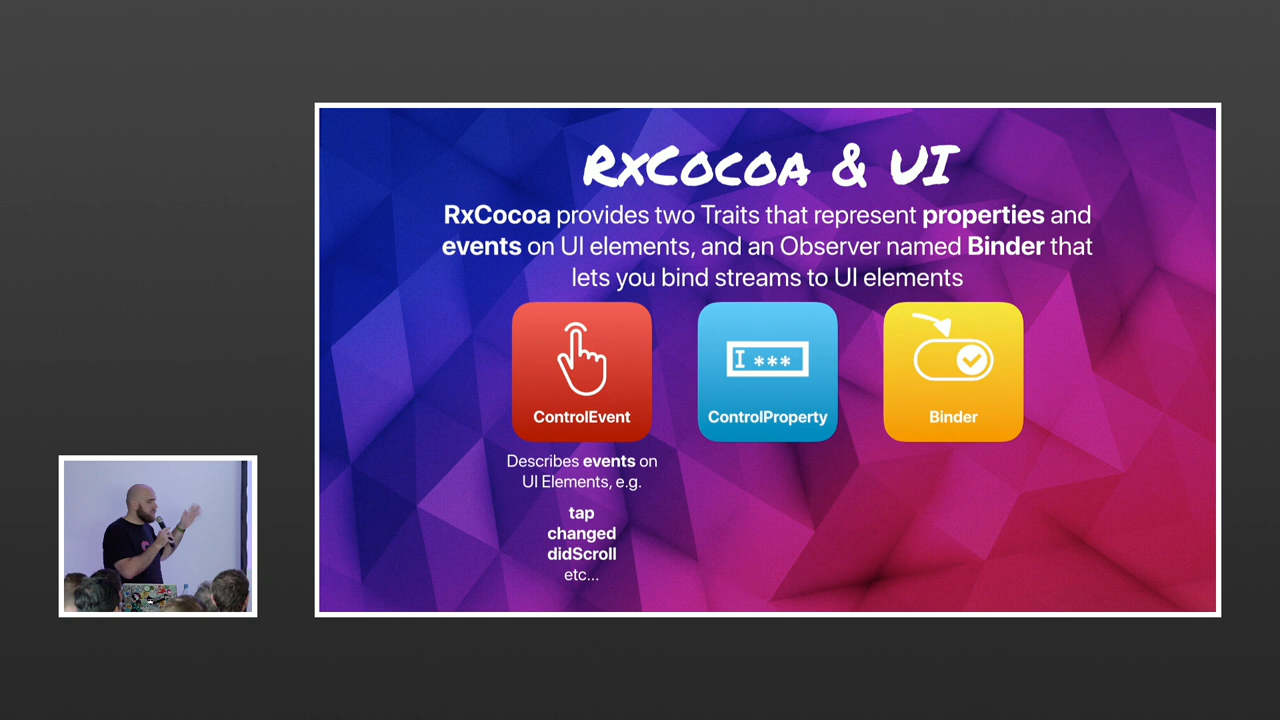 RxCocoa & UI
RxCocoa provides two Traits that represent properties and
events on UI elements, and an Observer named Binder that
lets you bind streams to UI elements
I ***
ControlEvent
ControlProperty
Binder
Describes events on
UI Elements, e.g.
tap
changed
didScroll
etc...